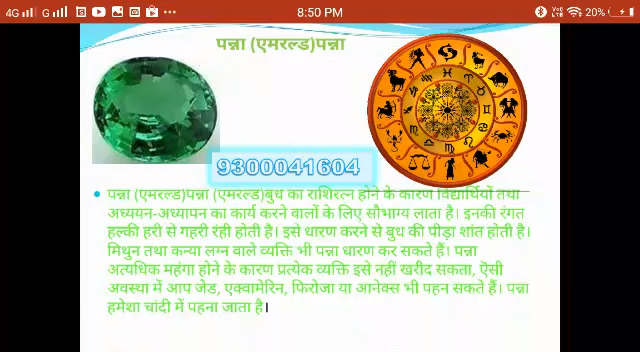 4G G 8:50 PM VoLTE 20%
पन्ना (एमरल्ड)पन्ना
9300041604
पन्ना (एमरल्ड)पन्ना (एमरल्ड)बुध का राशिरत्न होने के कारण विद्यार्थियों तथा
अध्ययन-अध्यापन का कार्य करने वालों के लिए सौभाग्य लाता है। इनकी रंगत
हल्की हरी से गहरी रंही होती है। इसे धारण करने से बुध की पीड़ा शांत होती है।
मिथुन तथा कन्या लग्न वाले व्यक्ति भी पन्ना धारण कर सकते हैं। पन्ना
अत्यधिक महंगा होने के कारण प्रत्येक व्यक्ति इसे नहीं खरीद सकता, ऎसी
अवस्था में आप जेड, एक्वामेरिन, फिरोजा या आनेक्स भी पहन सकते हैं। पन्ना
हमेशा चांदी में पहना जाता है।